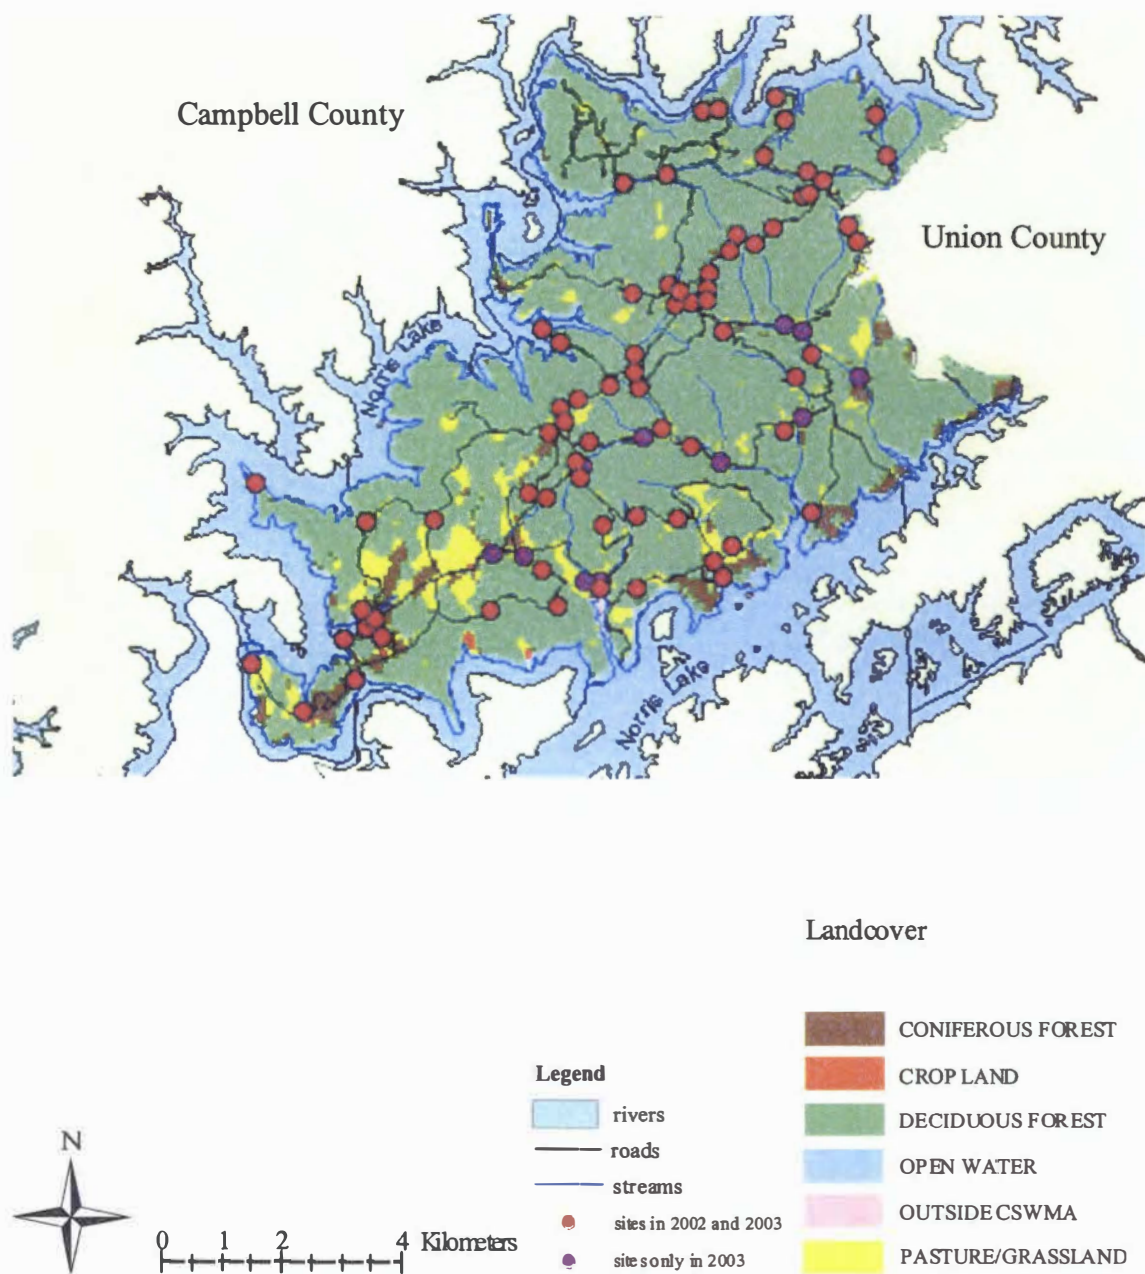 Campbell County
Union County
Norris Lake
Norris Lake
Landcover
CONIFEROUS FOREST
CROP LAND
DECIDUOUS FOREST
OPEN WATER
OUTSIDE CSWMA
PASTURE/GRASSLAND
Legend
rivers
roads
streams
sites in 2002 and 2003
sites only in 2003
N
0 2 4 Kilometers